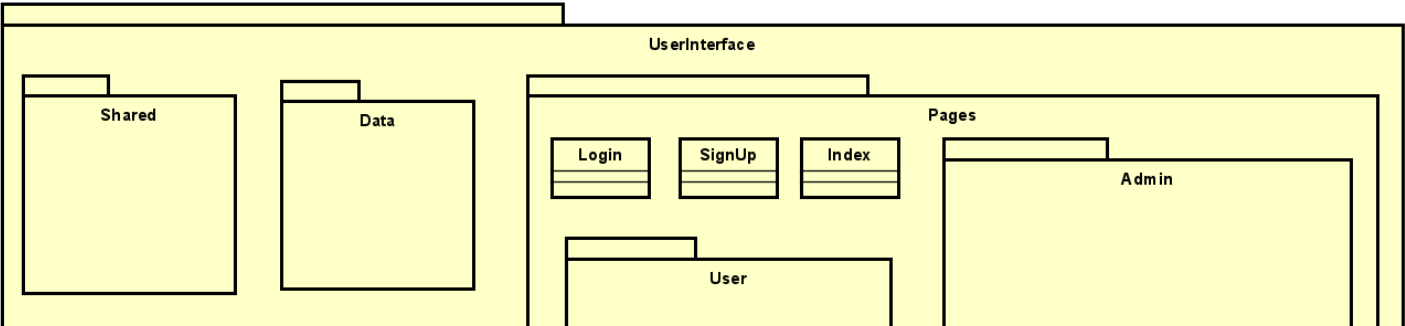 UserInterface
Shared
Data
Pages
Login
SignUp
Index
Admin
User